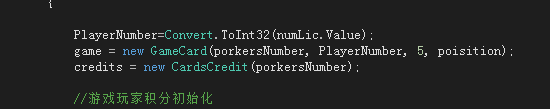 {
PlayerNumber=Convert.ToInt32(numLic.Value);
game = new GameCard(porkersNumber, PlayerNumber, 5, poisition);
credits = new CardsCredit(porkersNumber);
//游戏玩家积分初始化